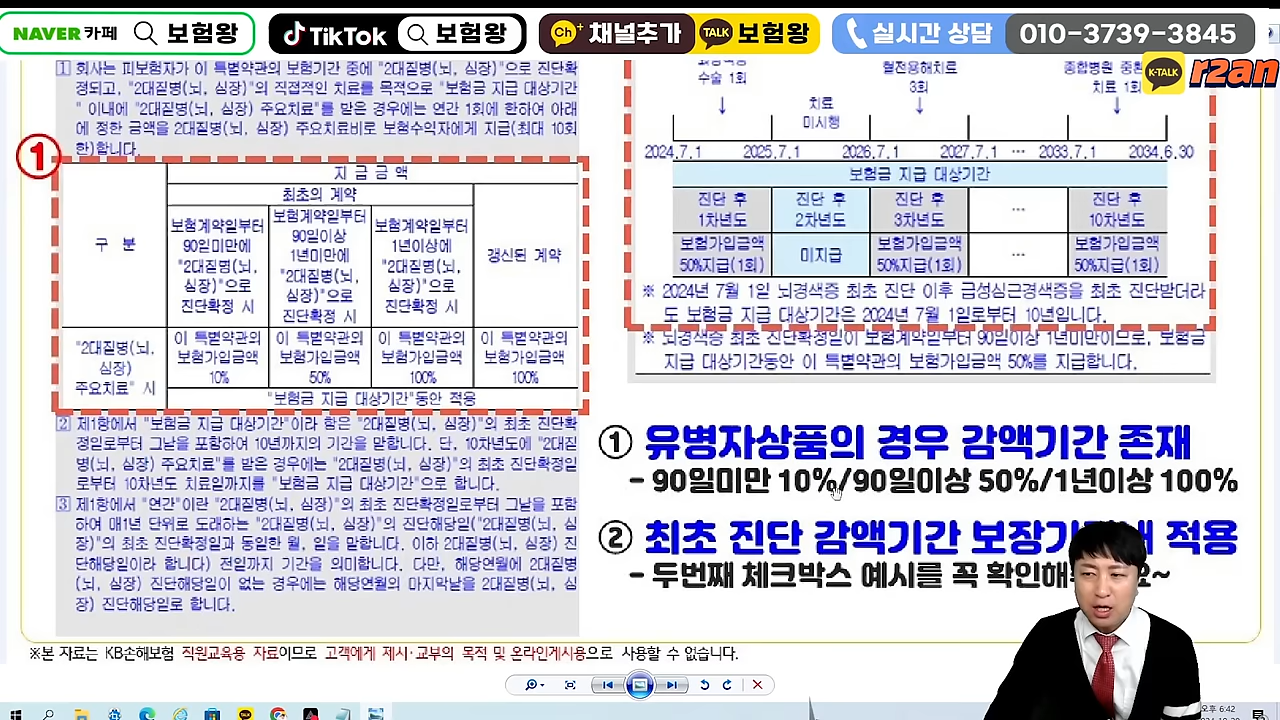 NAVER 카페 보험왕
TikTok 보험왕
Ch+ 채널추가 TALK 보험왕
실시간 상담 010-3739-3845
K-TALK r2an
1 회사는 피보험자가 이 특별약관의 보험기간 중에 "2대질병(뇌, 심장)"으로 진단확
정되고, "2대질병(뇌, 심장)"의 직접적인 치료를 목적으로 "보험금 지급 대상기간
" 이내에 "2대질병(뇌, 심장) 주요치료"를 받은 경우에는 연간 1회에 한하여 아래
에 정한 금액을 2대질병(뇌, 심장) 주요치료비로 보험수익자에게 지급(최대 10회
한)합니다.
①
구 분
지 급 금 액
최초의 계약
갱신된 계약
보험계약일부터
90일미만에
"2대질병(뇌,
심장)"으로
진단확정 시
보험계약일부터
90일이상
1년미만에
"2대질병(뇌,
심장)"으로
진단확정 시
보험계약일부터
1년이상에
"2대질병(뇌,
심장)"으로
진단확정 시
"2대질병(뇌,
심장)
주요치료" 시
이 특별약관의
보험가입금액
10%
이 특별약관의
보험가입금액
50%
이 특별약관의
보험가입금액
100%
이 특별약관의
보험가입금액
100%
"보험금 지급 대상기간"동안 적용
2 제1항에서 "보험금 지급 대상기간"이라 함은 "2대질병(뇌, 심장)"의 최초 진단확
정일로부터 그날을 포함하여 10년까지의 기간을 말합니다. 단, 10차년도에 "2대질
병(뇌, 심장) 주요치료"를 받은 경우에는 "2대질병(뇌, 심장)"의 최초 진단확정일
로부터 10차년도 치료일까지를 "보험금 지급 대상기간"으로 합니다.
3 제1항에서 "연간"이란 "2대질병(뇌, 심장)"의 최초 진단확정일로부터 그날을 포함
하여 매1년 단위로 도래하는 "2대질병(뇌, 심장)"의 진단해당일("2대질병(뇌, 심
장)"의 최초 진단확정일과 동일한 월, 일을 말합니다. 이하 2대질병(뇌, 심장) 진
단해당일이라 합니다) 전일까지 기간을 의미합니다. 다만, 해당연월에 2대질병
(뇌, 심장) 진단해당일이 없는 경우에는 해당연월의 마지막날을 2대질병(뇌, 심
장) 진단해당일로 합니다.
수술 1회
치료
미시행
혈전용해치료
3회
종합병원 중환
치료 1회
2024.7.1 2025.7.1 2026.7.1 2027.7.1 ··· 2033.7.1 2034.6.30
보험금 지급 대상기간
진단 후
1차년도
진단 후
2차년도
진단 후
3차년도
···
진단 후
10차년도
보험가입금액
50%지급(1회)
미지급
보험가입금액
50%지급(1회)
···
보험가입금액
50%지급(1회)
※ 2024년 7월 1일 뇌경색증 최초 진단 이후 급성심근경색증을 최초 진단받더라
도 보험금 지급 대상기간은 2024년 7월 1일로부터 10년입니다.
※ 뇌경색증 최초 진단확정일이 보험계약일부터 90일이상 1년미만이므로, 보험금
지급 대상기간동안 이 특별약관의 보험가입금액 50%를 지급합니다.
① 유병자상품의 경우 감액기간 존재
- 90일미만 10%/90일이상 50%/1년이상 100%
② 최초 진단 감액기간 보장기 내 적용
- 두번째 체크박스 예시를 꼭 확인해 요~
※본 자료는 KB손해보험 직원교육용 자료이므로 고객에게 제시·교부의 목적 및 온라인게시용으로 사용할 수 없습니다.
오후 6:42